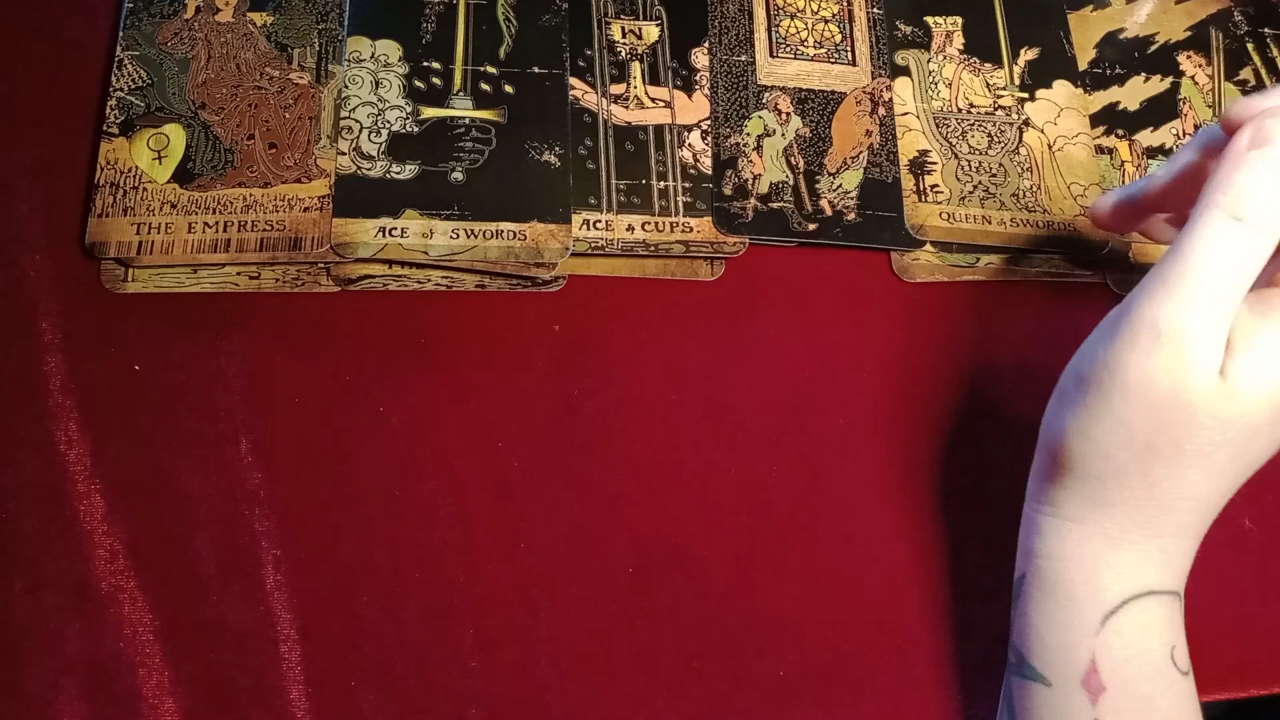 THE EMPRESS.
ACE of SWORDS.
ACE of CUPS.
QUEEN of SWORDS.